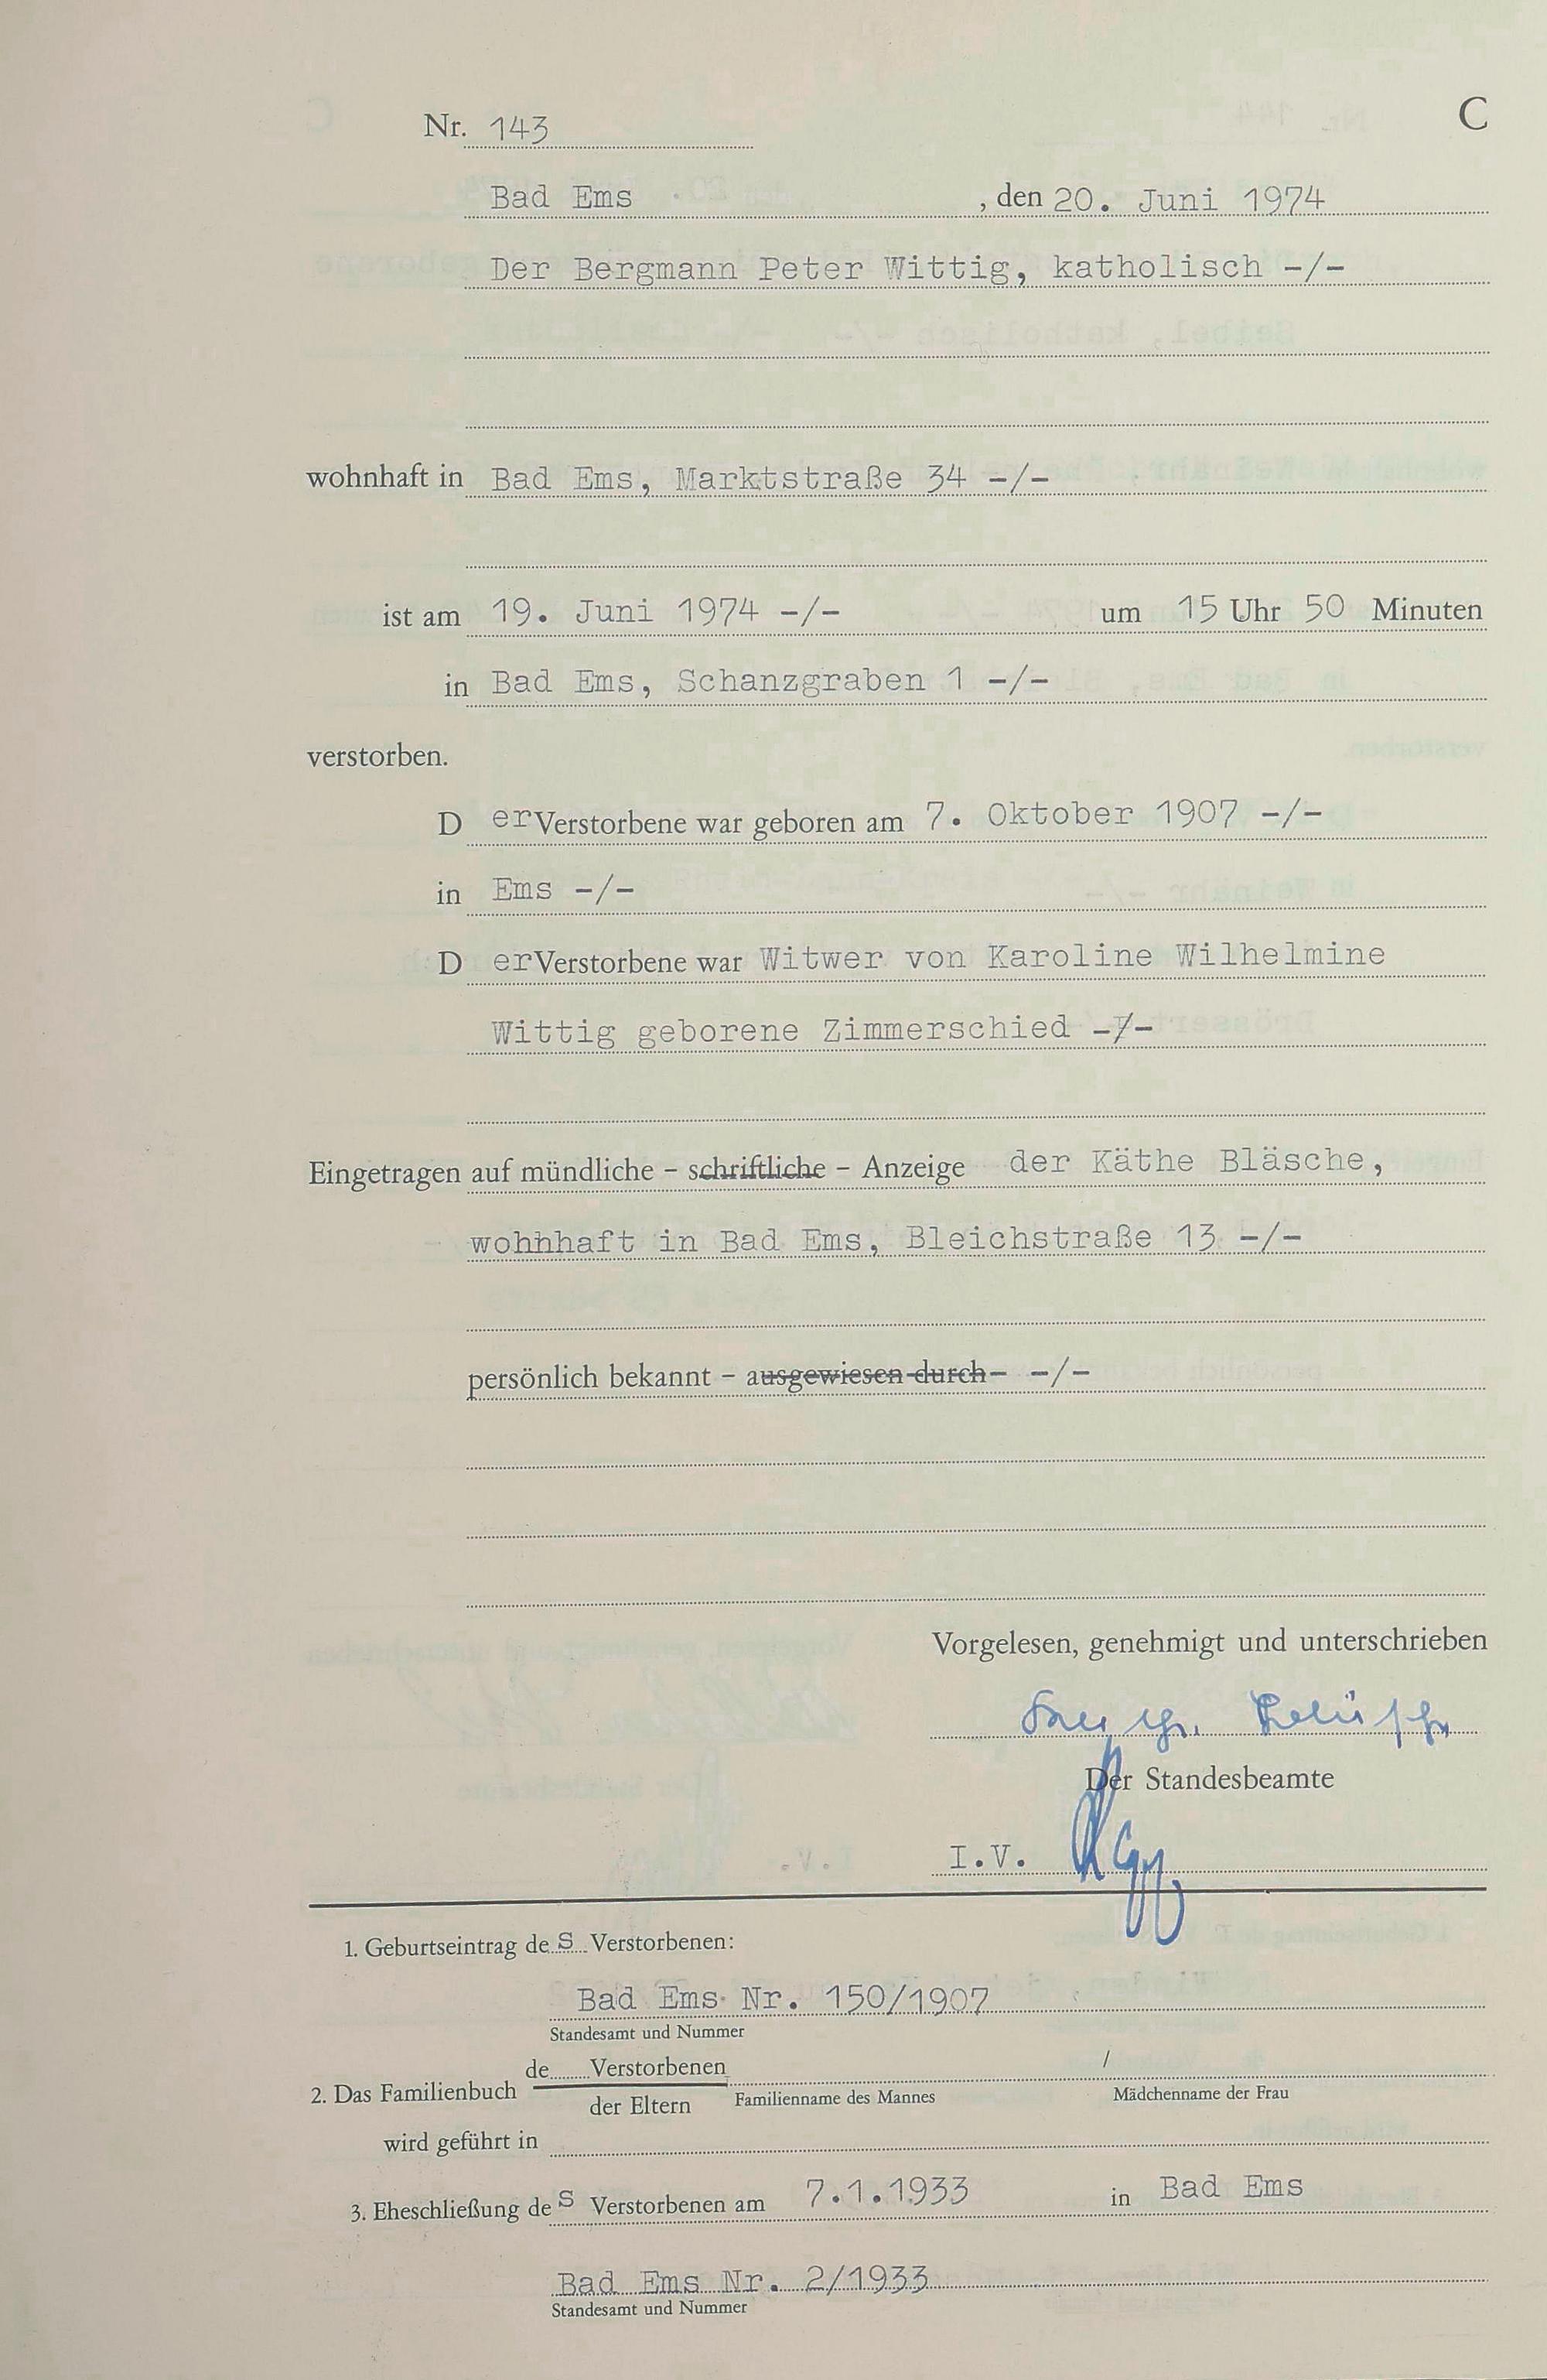 C
Nr. 143
Bad Ems , den 20. Juni 1974
Der Bergmann Peter Wittig, katholisch -/-
wohnhaft in Bad Ems, Marktstraße 34 -/-
ist am 19. Juni 1974 -/- um 15 Uhr 50 Minuten
in Bad Ems, Schanzgraben 1 -/-
verstorben.
D er Verstorbene war geboren am 7. Oktober 1907 -/-
in Ems -/-
D er Verstorbene war Witwer von Karoline Wilhelmine
Wittig geborene Zimmerschied -/-
Eingetragen auf mündliche - schriftliche - Anzeige der Käthe Bläsche,
wohhhaft in Bad Ems, Bleichstraße 13 -/-
persönlich bekannt - ausgewiesen durch - -/-
Vorgelesen, genehmigt und unterschrieben
Der Standesbeamte
I.V.
1. Geburtseintrag des Verstorbenen:
Bad Ems Nr. 150/1907
Standesamt und Nummer
de Verstorbenen /
2. Das Familienbuch
der Eltern Familienname des Mannes Mädchenname der Frau
wird geführt in
3. Eheschließung des Verstorbenen am 7.1.1933 in Bad Ems
Bad Ems Nr. 2/1933
Standesamt und Nummer